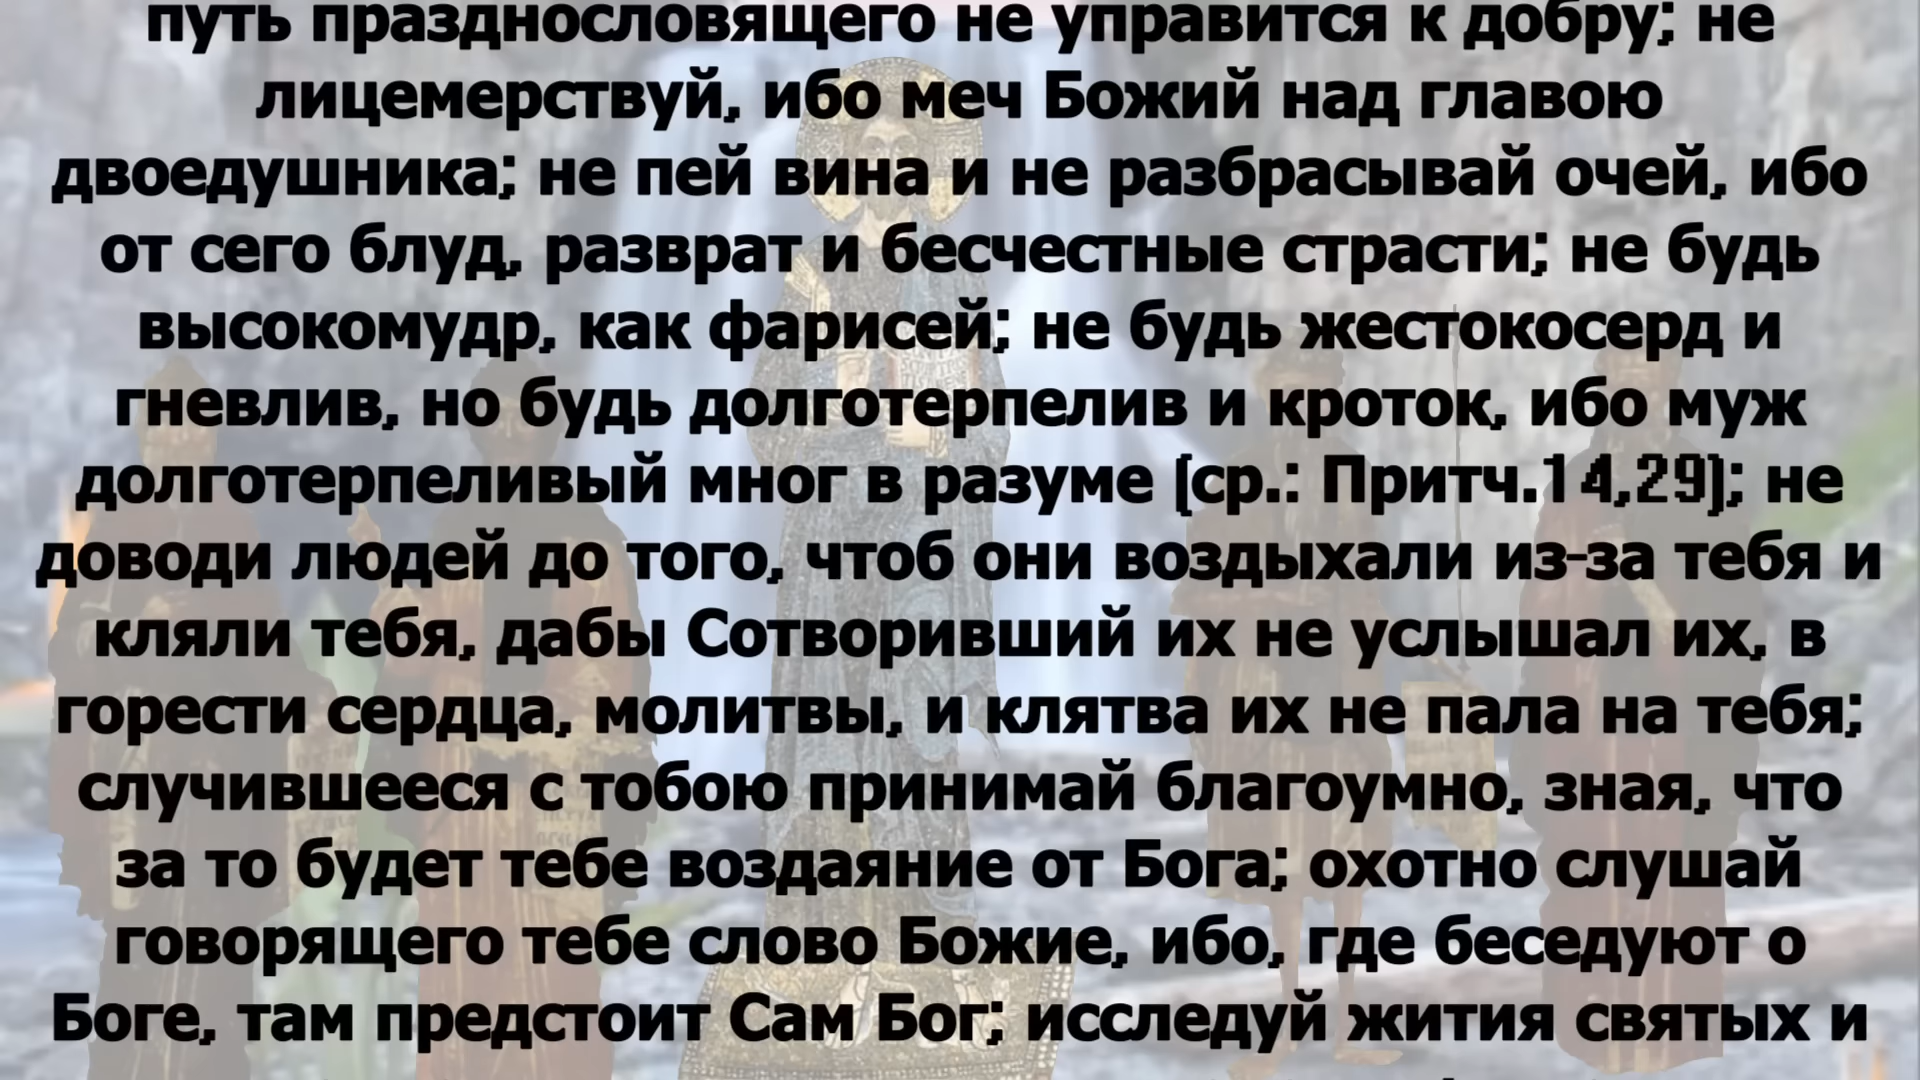 путь празднословящего не управится к добру; не
лицемерствуй, ибо меч Божий над главою
двоедушника; не пей вина и не разбрасывай очей, ибо
от сего блуд, разврат и бесчестные страсти; не будь
высокомудр, как фарисей; не будь жестокосерд и
гневлив, но будь долготерпелив и кроток, ибо муж
долготерпеливый мног в разуме (ср.: Притч.14,29); не
доводи людей до того, чтоб они воздыхали из-за тебя и
кляли тебя, дабы Сотворивший их не услышал их, в
горести сердца, молитвы, и клятва их не пала на тебя;
случившееся с тобою принимай благоумно, зная, что
за то будет тебе воздаяние от Бога; охотно слушай
говорящего тебе слово Божие, ибо, где беседуют о
Боге, там предстоит Сам Бог; исследуй жития святых и